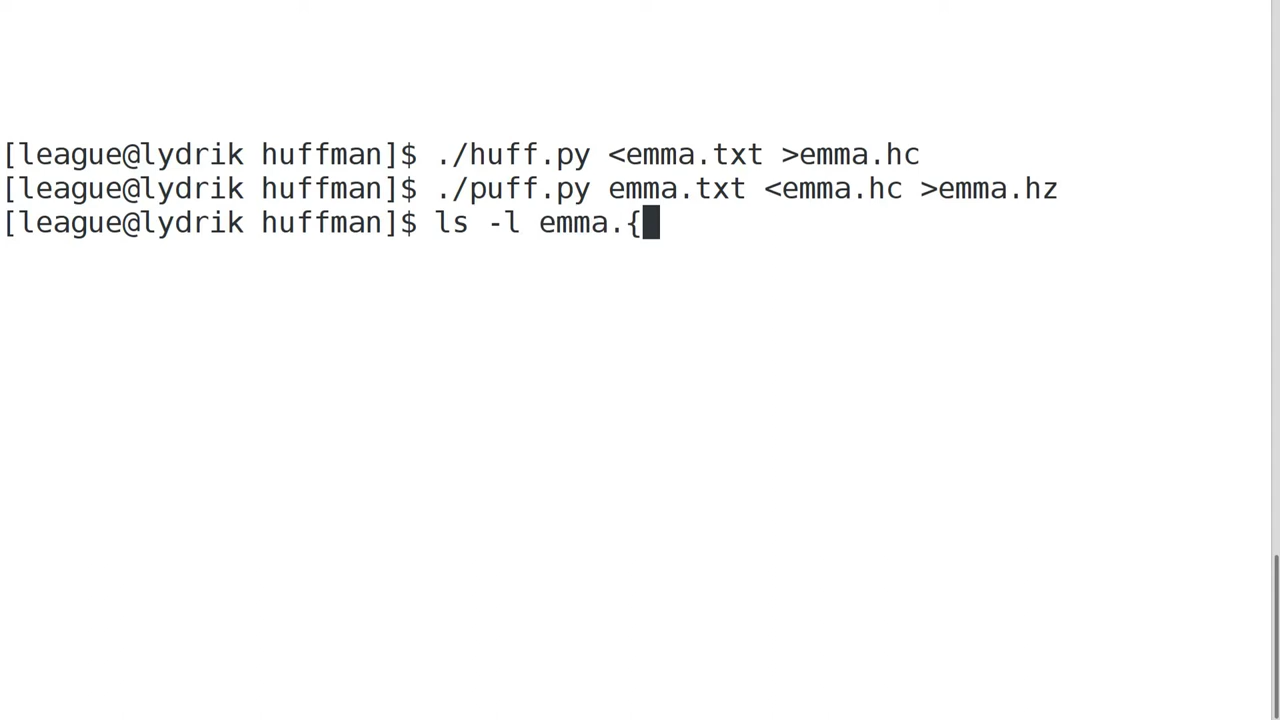 [league@lydrik huffman]$ ./huff.py <emma.txt >emma.hc
[league@lydrik huffman]$ ./puff.py emma.txt <emma.hc >emma.hz
[league@lydrik huffman]$ ls -l emma.{